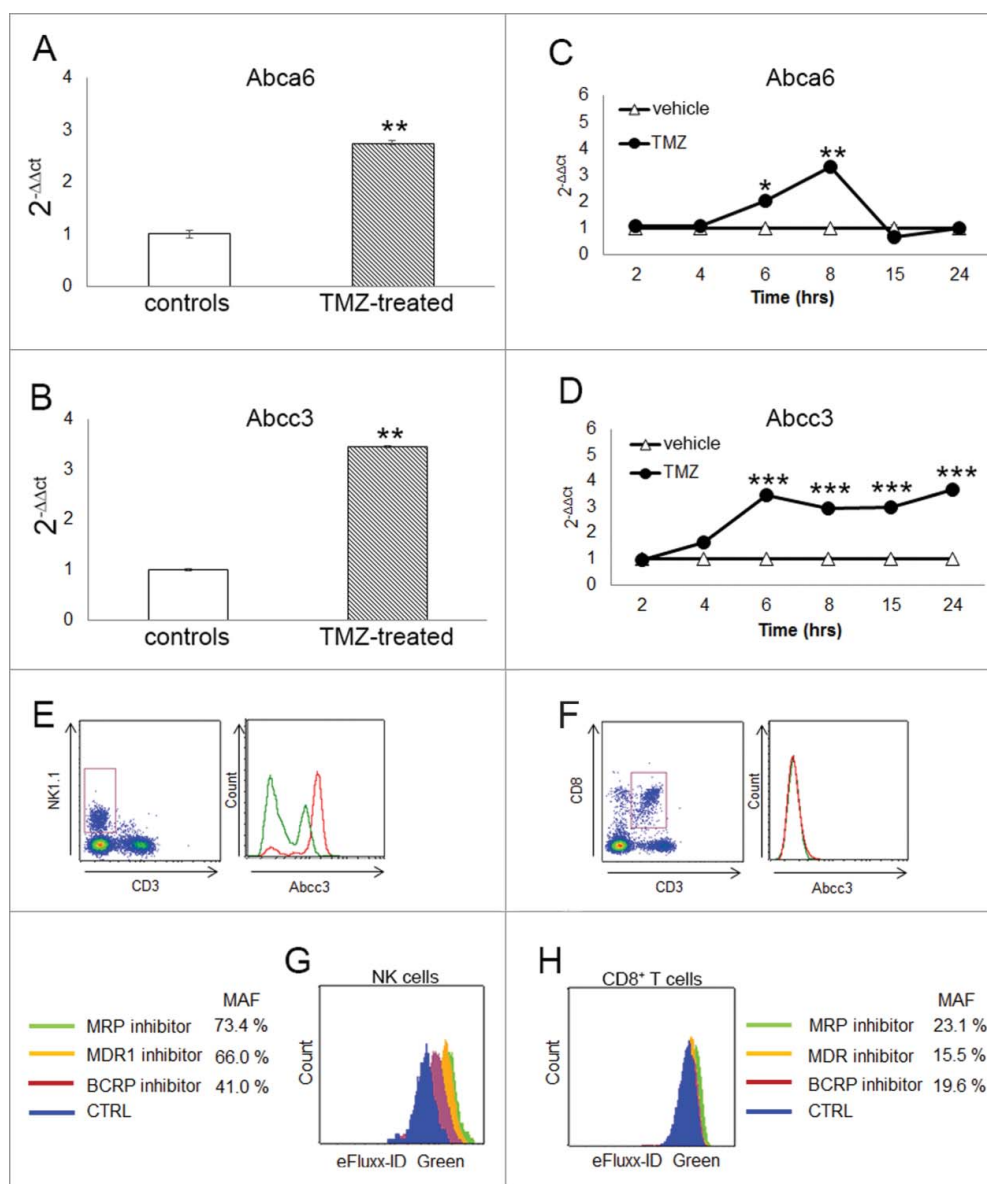 A
Abca6
4
3
2
1
0
2-ΔΔct
**
controls TMZ-treated
C
Abca6
6
5
4
3
2
1
0
2-ΔΔct
vehicle
TMZ
* **
2 4 6 8 15 24
Time (hrs)
B
Abcc3
4
3
2
1
0
2-ΔΔct
**
controls TMZ-treated
D
Abcc3
6
5
4
3
2
1
0
2-ΔΔct
vehicle
TMZ
*** *** *** ***
2 4 6 8 15 24
Time (hrs)
E
NK1.1
CD3
Count
Abcc3
F
CD8
CD3
Count
Abcc3
G
NK cells
MAF
MRP inhibitor 73.4 %
MDR1 inhibitor 66.0 %
BCRP inhibitor 41.0 %
CTRL
Count
eFluxx-ID Green
H
CD8+ T cells
MAF
MRP inhibitor 23.1 %
MDR inhibitor 15.5 %
BCRP inhibitor 19.6 %
CTRL
Count
eFluxx-ID Green